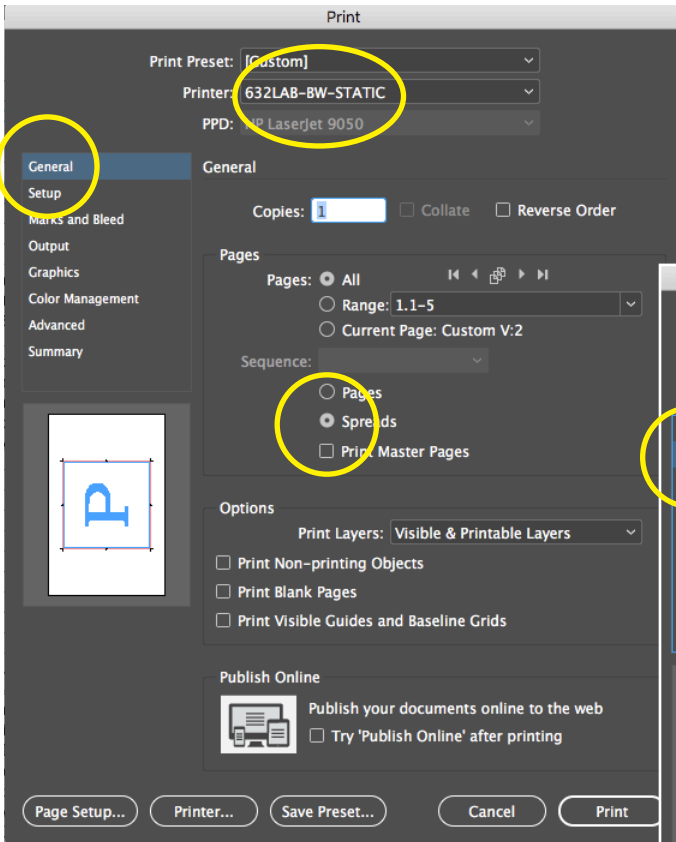 Print
Print Preset: [Custom]
Printer: 632LAB-BW-STATIC
PPD: HP LaserJet 9050
General
Setup
Marks and Bleed
Output
Graphics
Color Management
Advanced
Summary
General
Copies: 1 Collate Reverse Order
Pages
Pages: All
Range: 1.1-5
Current Page: Custom V:2
Sequence:
Pages
Spreads
Print Master Pages
P
Options
Print Layers: Visible & Printable Layers
Print Non-printing Objects
Print Blank Pages
Print Visible Guides and Baseline Grids
Publish Online
Publish your documents online to the web
Try 'Publish Online' after printing
Page Setup... Printer... Save Preset... Cancel Print